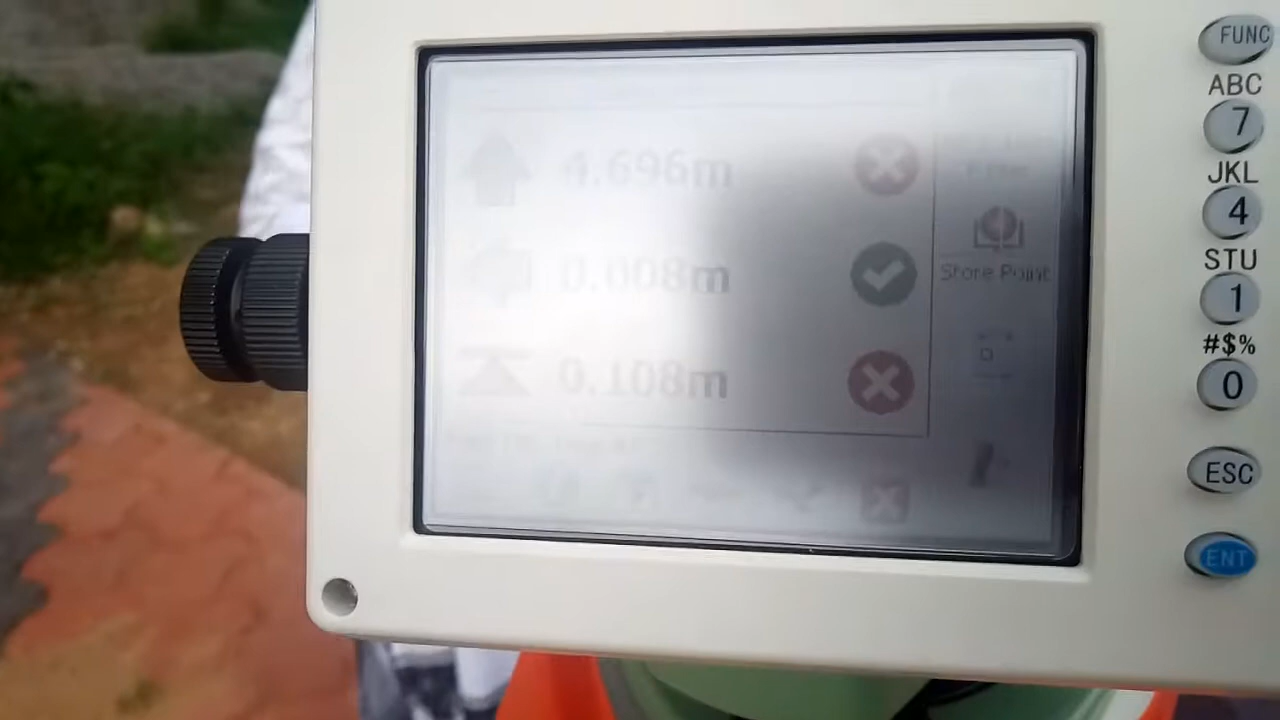 4.696m
0.008m
0.108m
Store Point
FUNC
ABC
7
JKL
4
STU
1
#$%
0
ESC
ENT